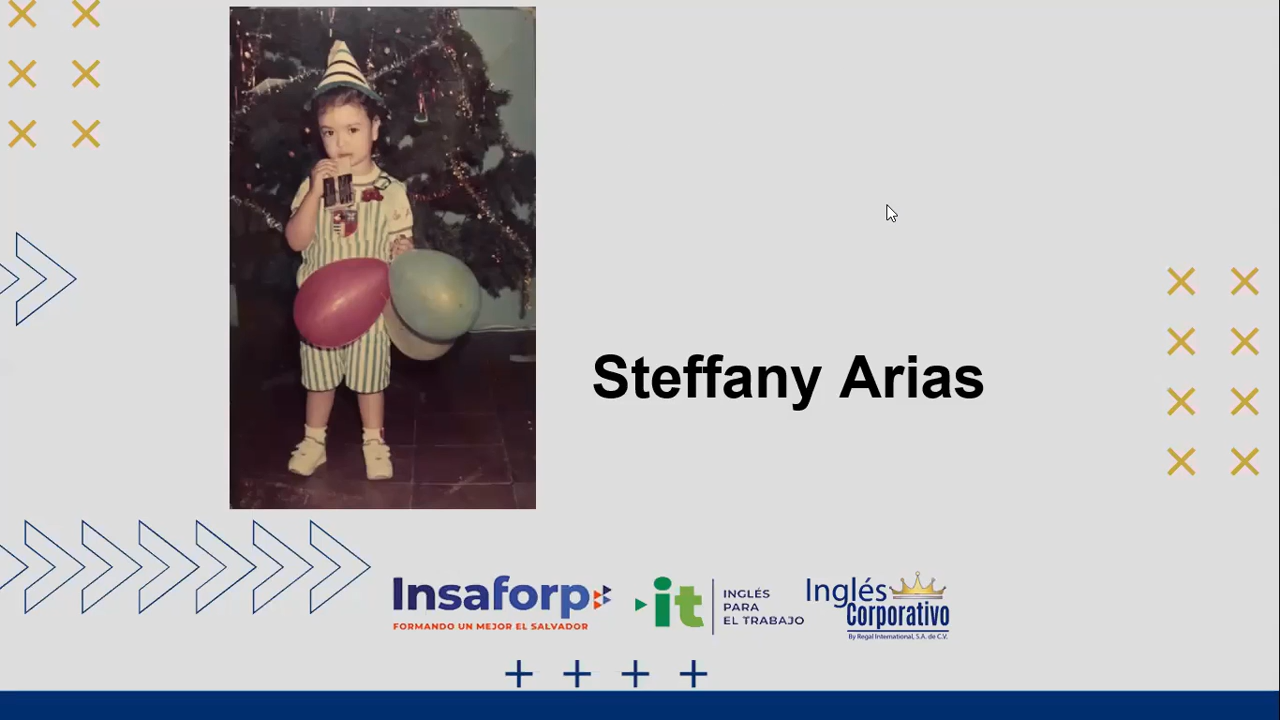 Steffany Arias
Insaforp
FORMANDO UN MEJOR EL SALVADOR
it
INGLÉS
PARA
EL TRABAJO
Inglés
Corporativo
By Regal International, S.A. de C.V.